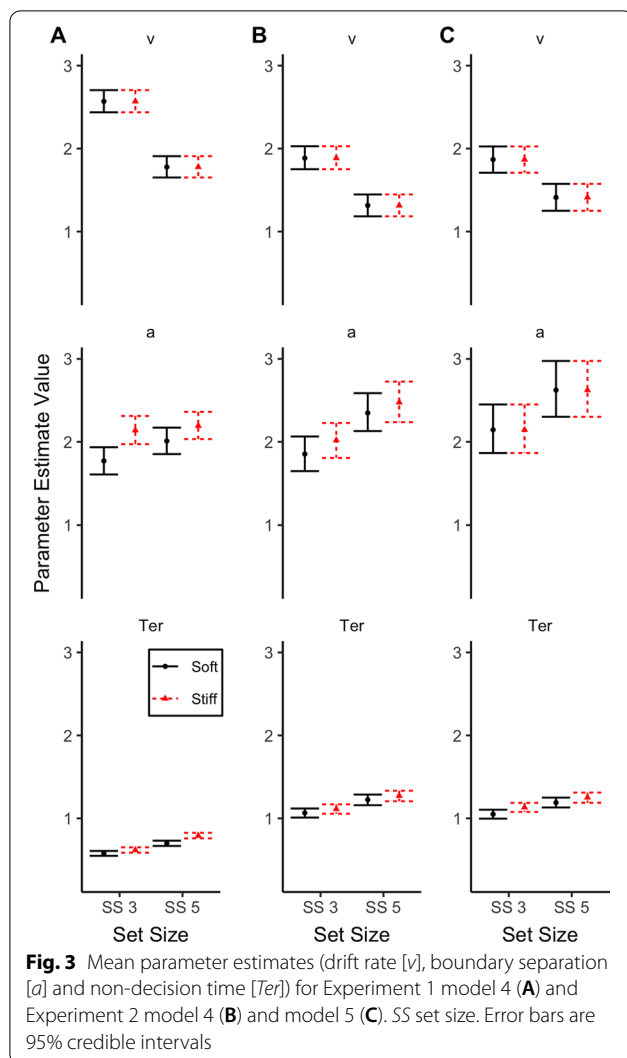 A B C
v v v
3 3 3
2 2 2
1 1 1
a a a
3 3 3
2 2 2
1 1 1
Parameter Estimate Value
Ter Ter Ter
3 3 3
Soft
Stiff
2 2 2
1 1 1
SS 3 SS 5 SS 3 SS 5 SS 3 SS 5
Set Size Set Size Set Size
Fig. 3 Mean parameter estimates (drift rate [v], boundary separation
[a] and non-decision time [Ter]) for Experiment 1 model 4 (A) and
Experiment 2 model 4 (B) and model 5 (C). SS set size. Error bars are
95% credible intervals